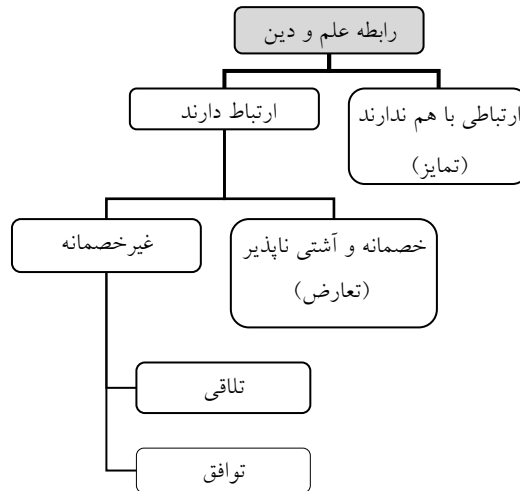 رابطه علم و دین
ارتباطی با هم ندارند
(تمایز)
ارتباط دارند
خصمانه و آشتی ناپذیر
(تعارض)
غیرخصمانه
تلاقی
توافق